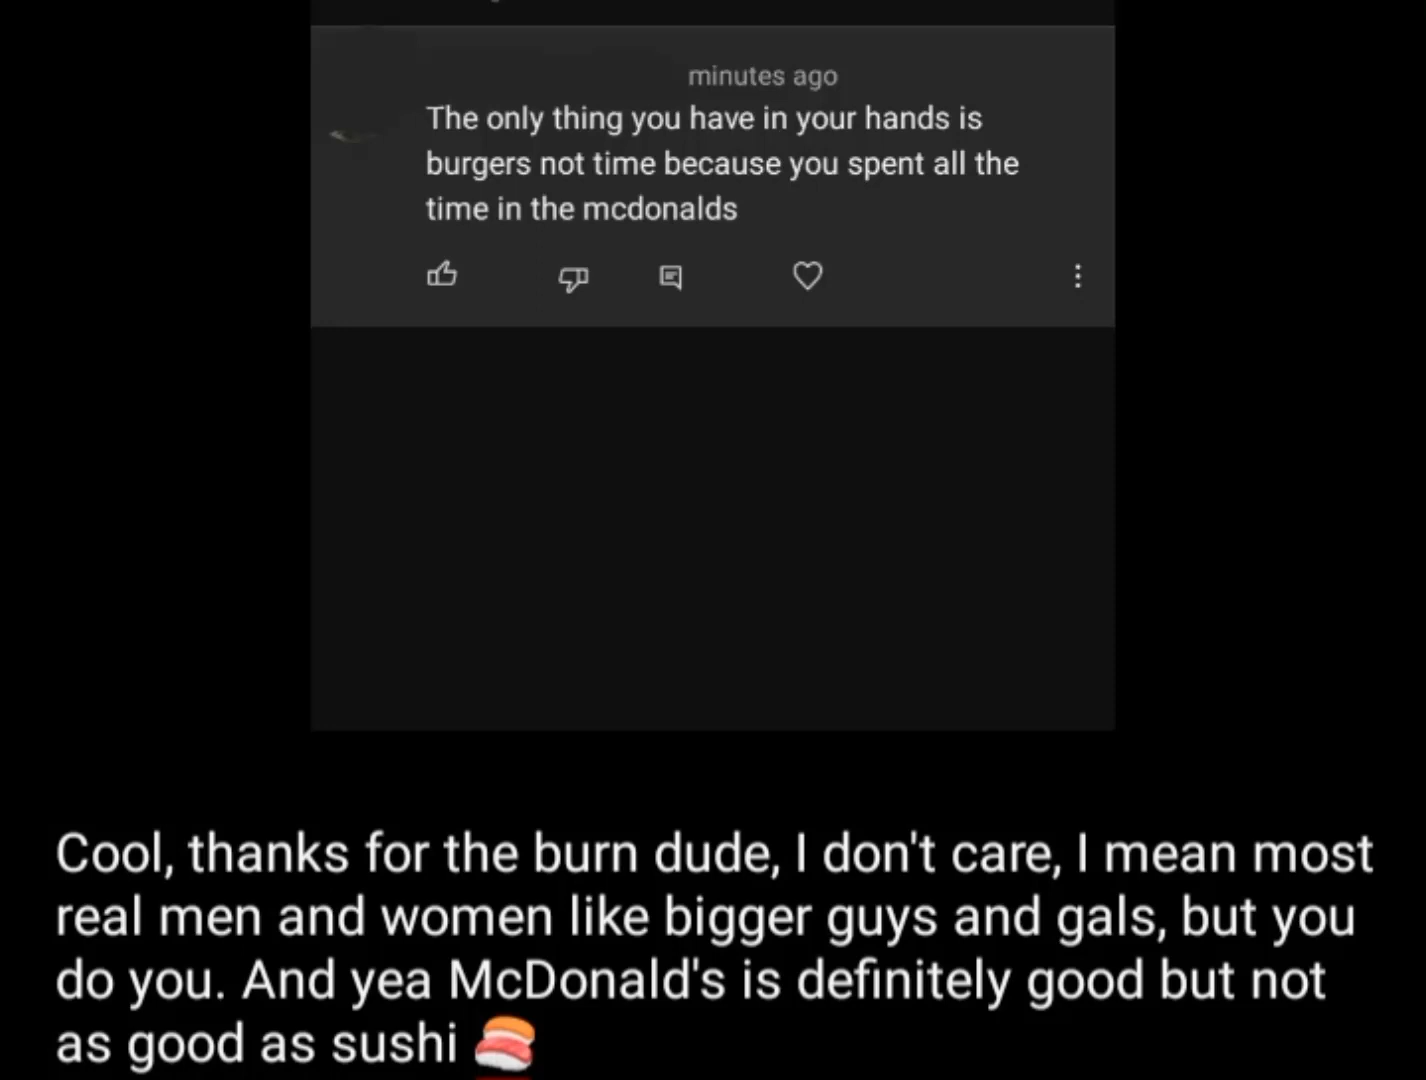 minutes ago
The only thing you have in your hands is
burgers not time because you spent all the
time in the mcdonalds
Cool, thanks for the burn dude, I don't care, I mean most
real men and women like bigger guys and gals, but you
do you. And yea McDonald's is definitely good but not
as good as sushi 🍣